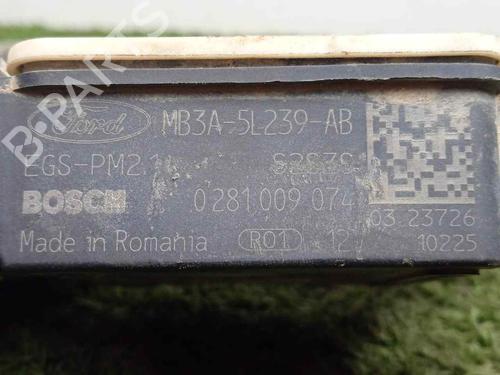 B-PARTS
Ford MB3A-5L239-AB
EGS-PM2.1
BOSCH 0 281 009 074
03 23726
Made in Romania R01 12V
10225